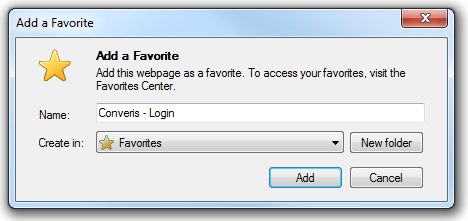 Add a Favorite
Add a Favorite
Add this webpage as a favorite. To access your favorites, visit the
Favorites Center.
Name: Converis - Login
Create in: Favorites New folder
Add Cancel